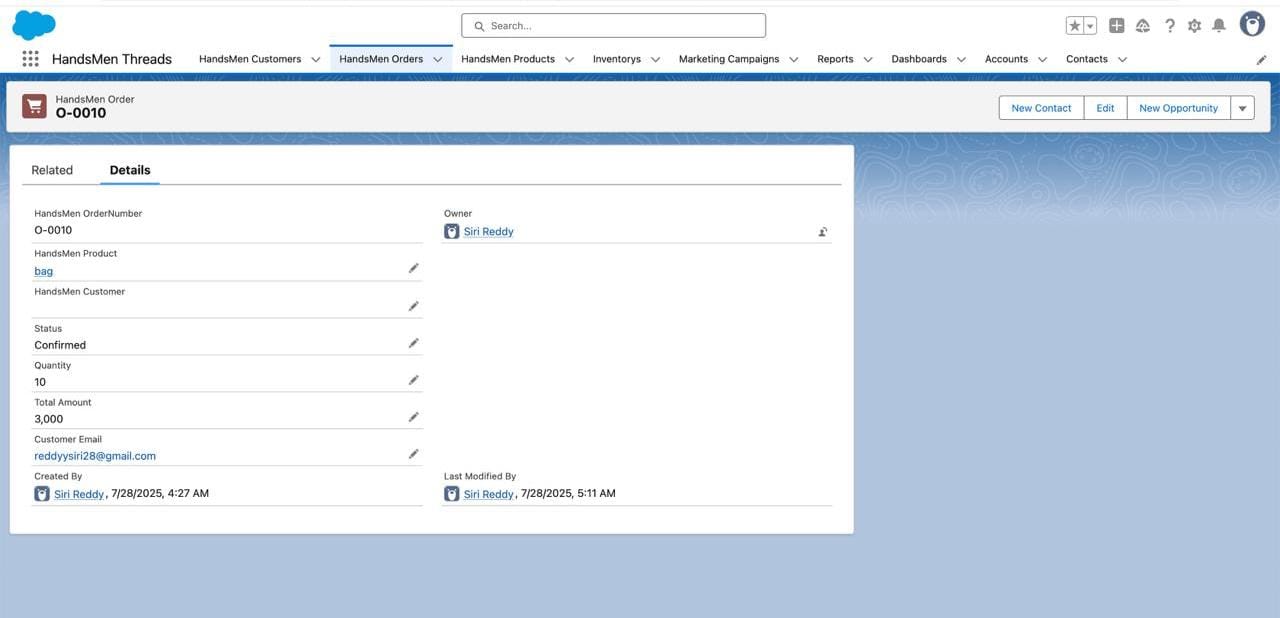 Search...
HandsMen Threads HandsMen Customers HandsMen Orders HandsMen Products Inventorys Marketing Campaigns Reports Dashboards Accounts Contacts
HandsMen Order
O-0010
New Contact Edit New Opportunity
Related Details
HandsMen OrderNumber
O-0010
Owner
Siri Reddy
HandsMen Product
bag
HandsMen Customer
Status
Confirmed
Quantity
10
Total Amount
3,000
Customer Email
reddyysiri28@gmail.com
Created By
Siri Reddy, 7/28/2025, 4:27 AM
Last Modified By
Siri Reddy, 7/28/2025, 5:11 AM